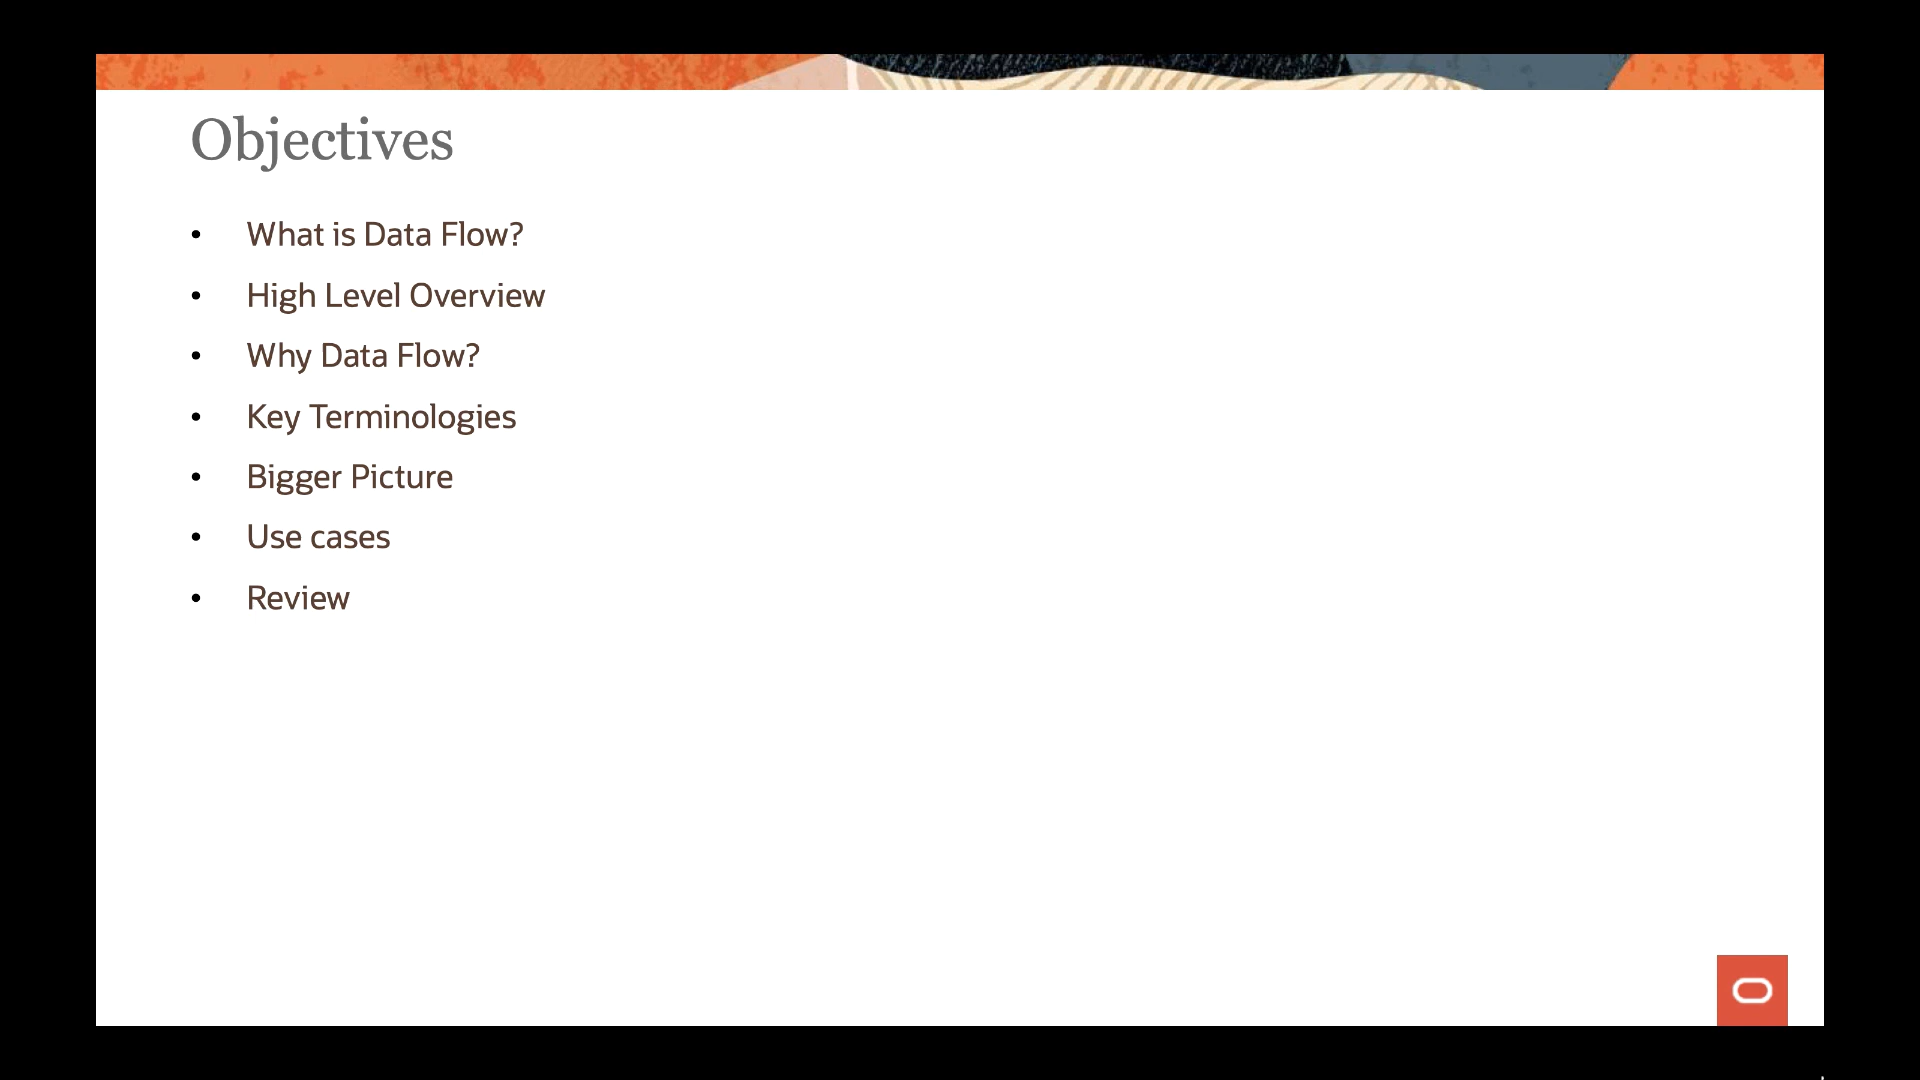 Objectives
• What is Data Flow?
• High Level Overview
• Why Data Flow?
• Key Terminologies
• Bigger Picture
• Use cases
• Review